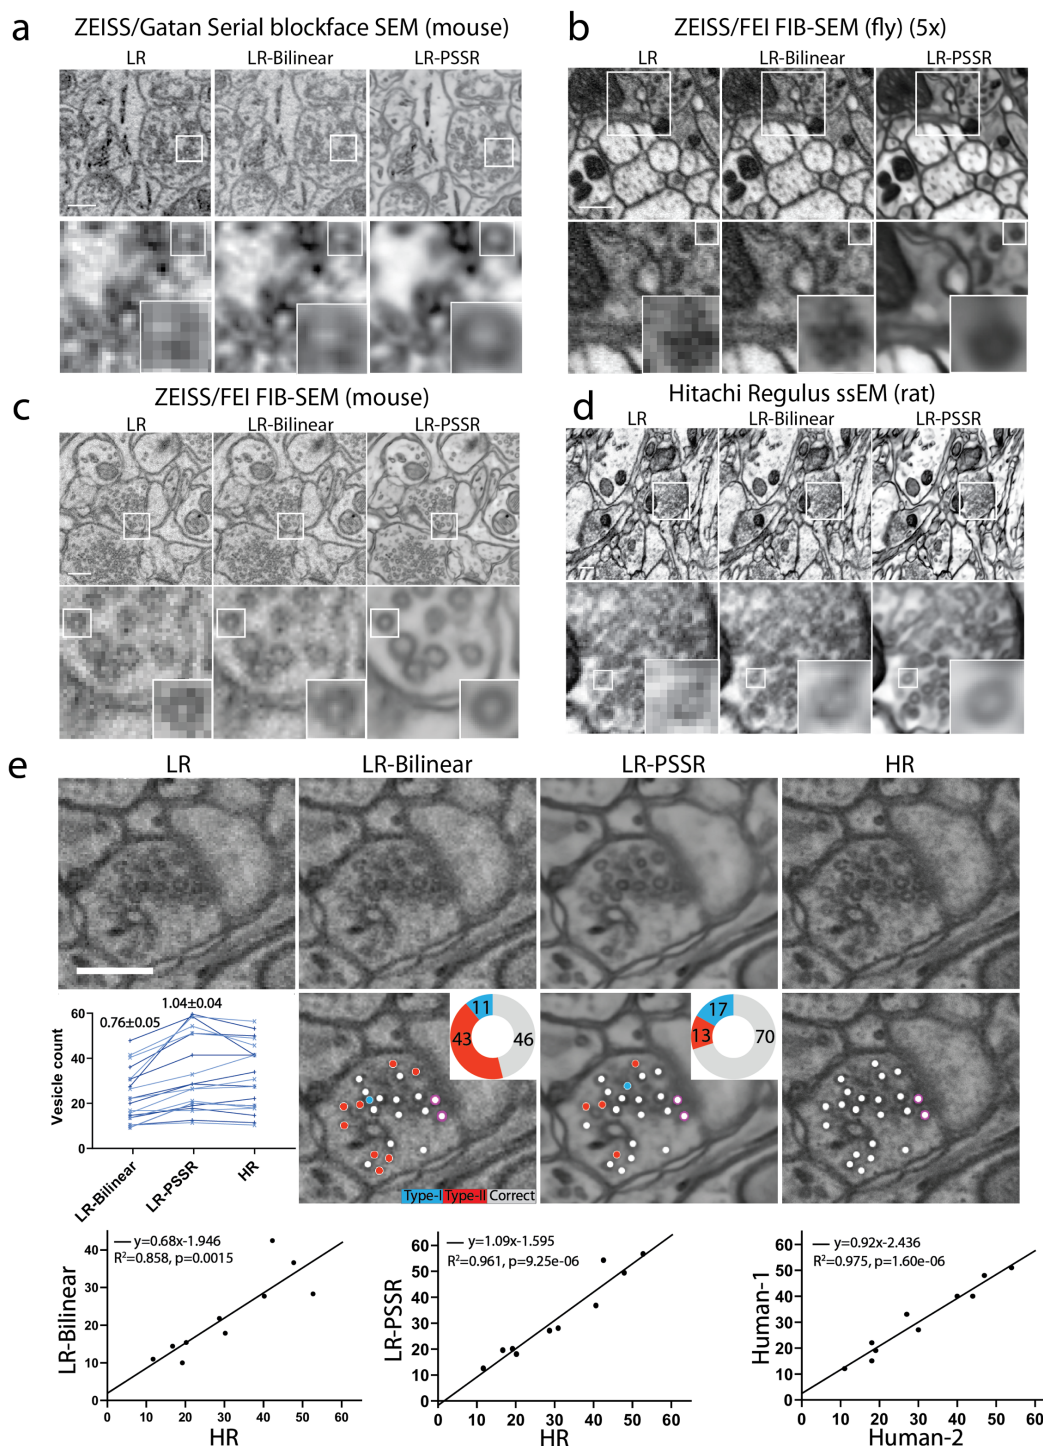 a
ZEISS/Gatan Serial blockface SEM (mouse)
LR LR-Bilinear LR-PSSR
b
ZEISS/FEI FIB-SEM (fly) (5x)
LR LR-Bilinear LR-PSSR
c
ZEISS/FEI FIB-SEM (mouse)
LR LR-Bilinear LR-PSSR
d
Hitachi Regulus ssEM (rat)
LR LR-Bilinear LR-PSSR
e
LR LR-Bilinear LR-PSSR HR
1.04±0.04
0.76±0.05
Vesicle count
60
40
20
0
LR-Bilinear LR-PSSR HR
11
43 46
17
13 70
Type-I Type-II Correct
y=0.68x-1.946
R²=0.858, p=0.0015
LR-Bilinear
40
30
20
10
0
0 10 20 30 40 50 60
HR
y=1.09x-1.595
R²=0.961, p=9.25e-06
LR-PSSR
60
50
40
30
20
10
0
0 10 20 30 40 50 60
HR
y=0.92x-2.436
R²=0.975, p=1.60e-06
Human-1
60
50
40
30
20
10
0
0 10 20 30 40 50 60
Human-2